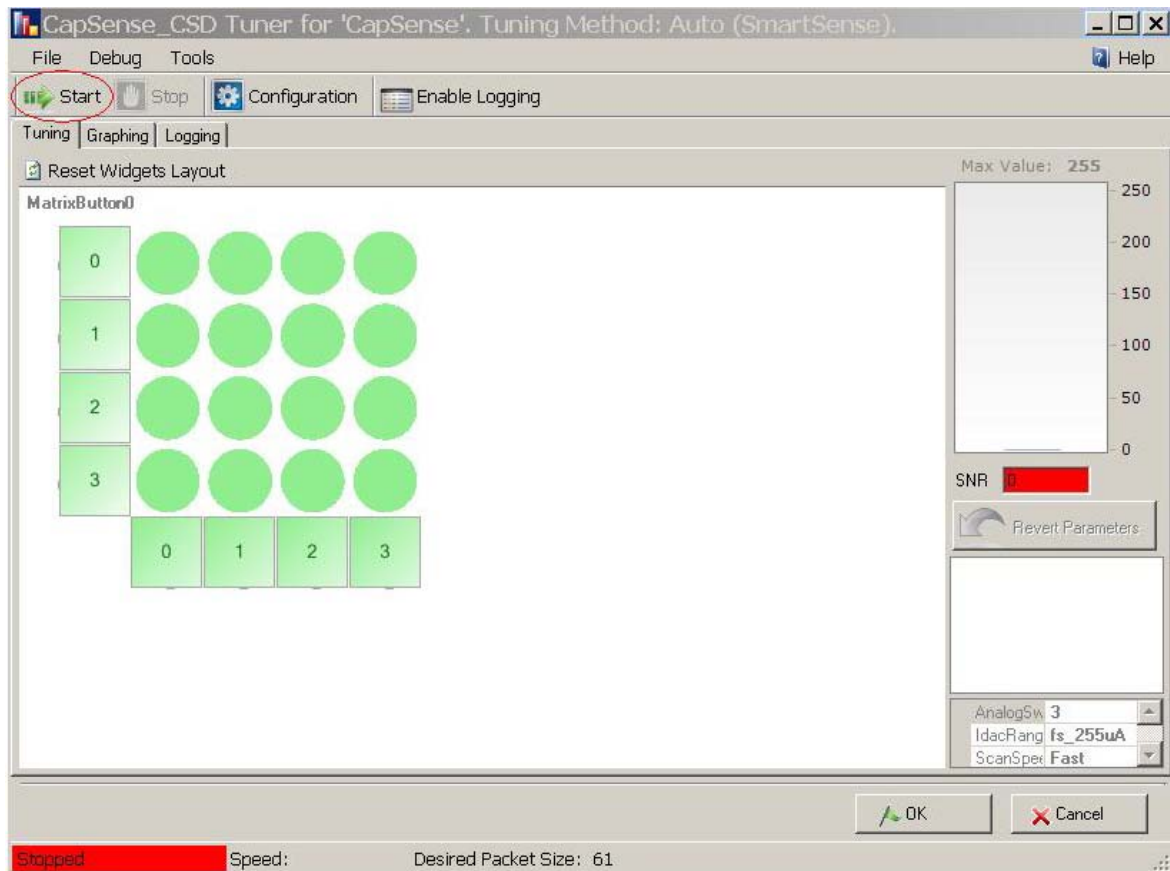 CapSense_CSD Tuner for 'CapSense'. Tuning Method: Auto (SmartSense).
File Debug Tools Help
Start Stop Configuration Enable Logging
Tuning Graphing Logging
Reset Widgets Layout
Max Value: 255
MatrixButton0
250
200
150
100
50
0
0
1
2
3
0 1 2 3
SNR 0
Revert Parameters
AnalogSw 3
IdacRang fs_255uA
ScanSpee Fast
OK Cancel
Stopped Speed: Desired Packet Size: 61